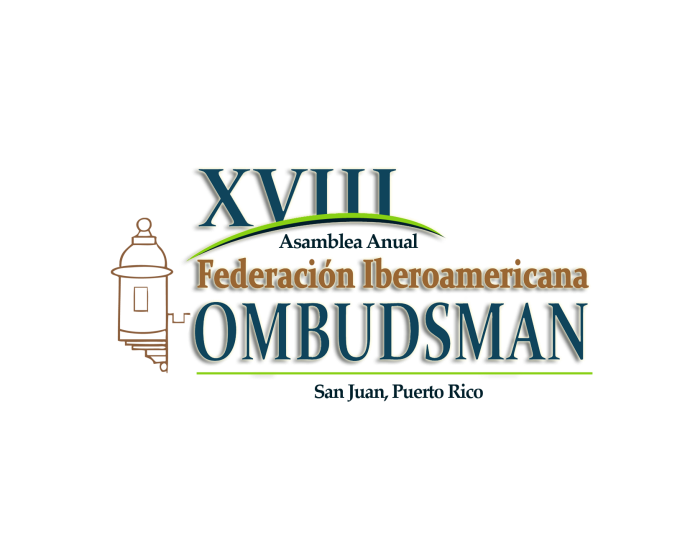 XVIII
Asamblea Anual
Federación Iberoamericana
OMBUDSMAN
San Juan, Puerto Rico